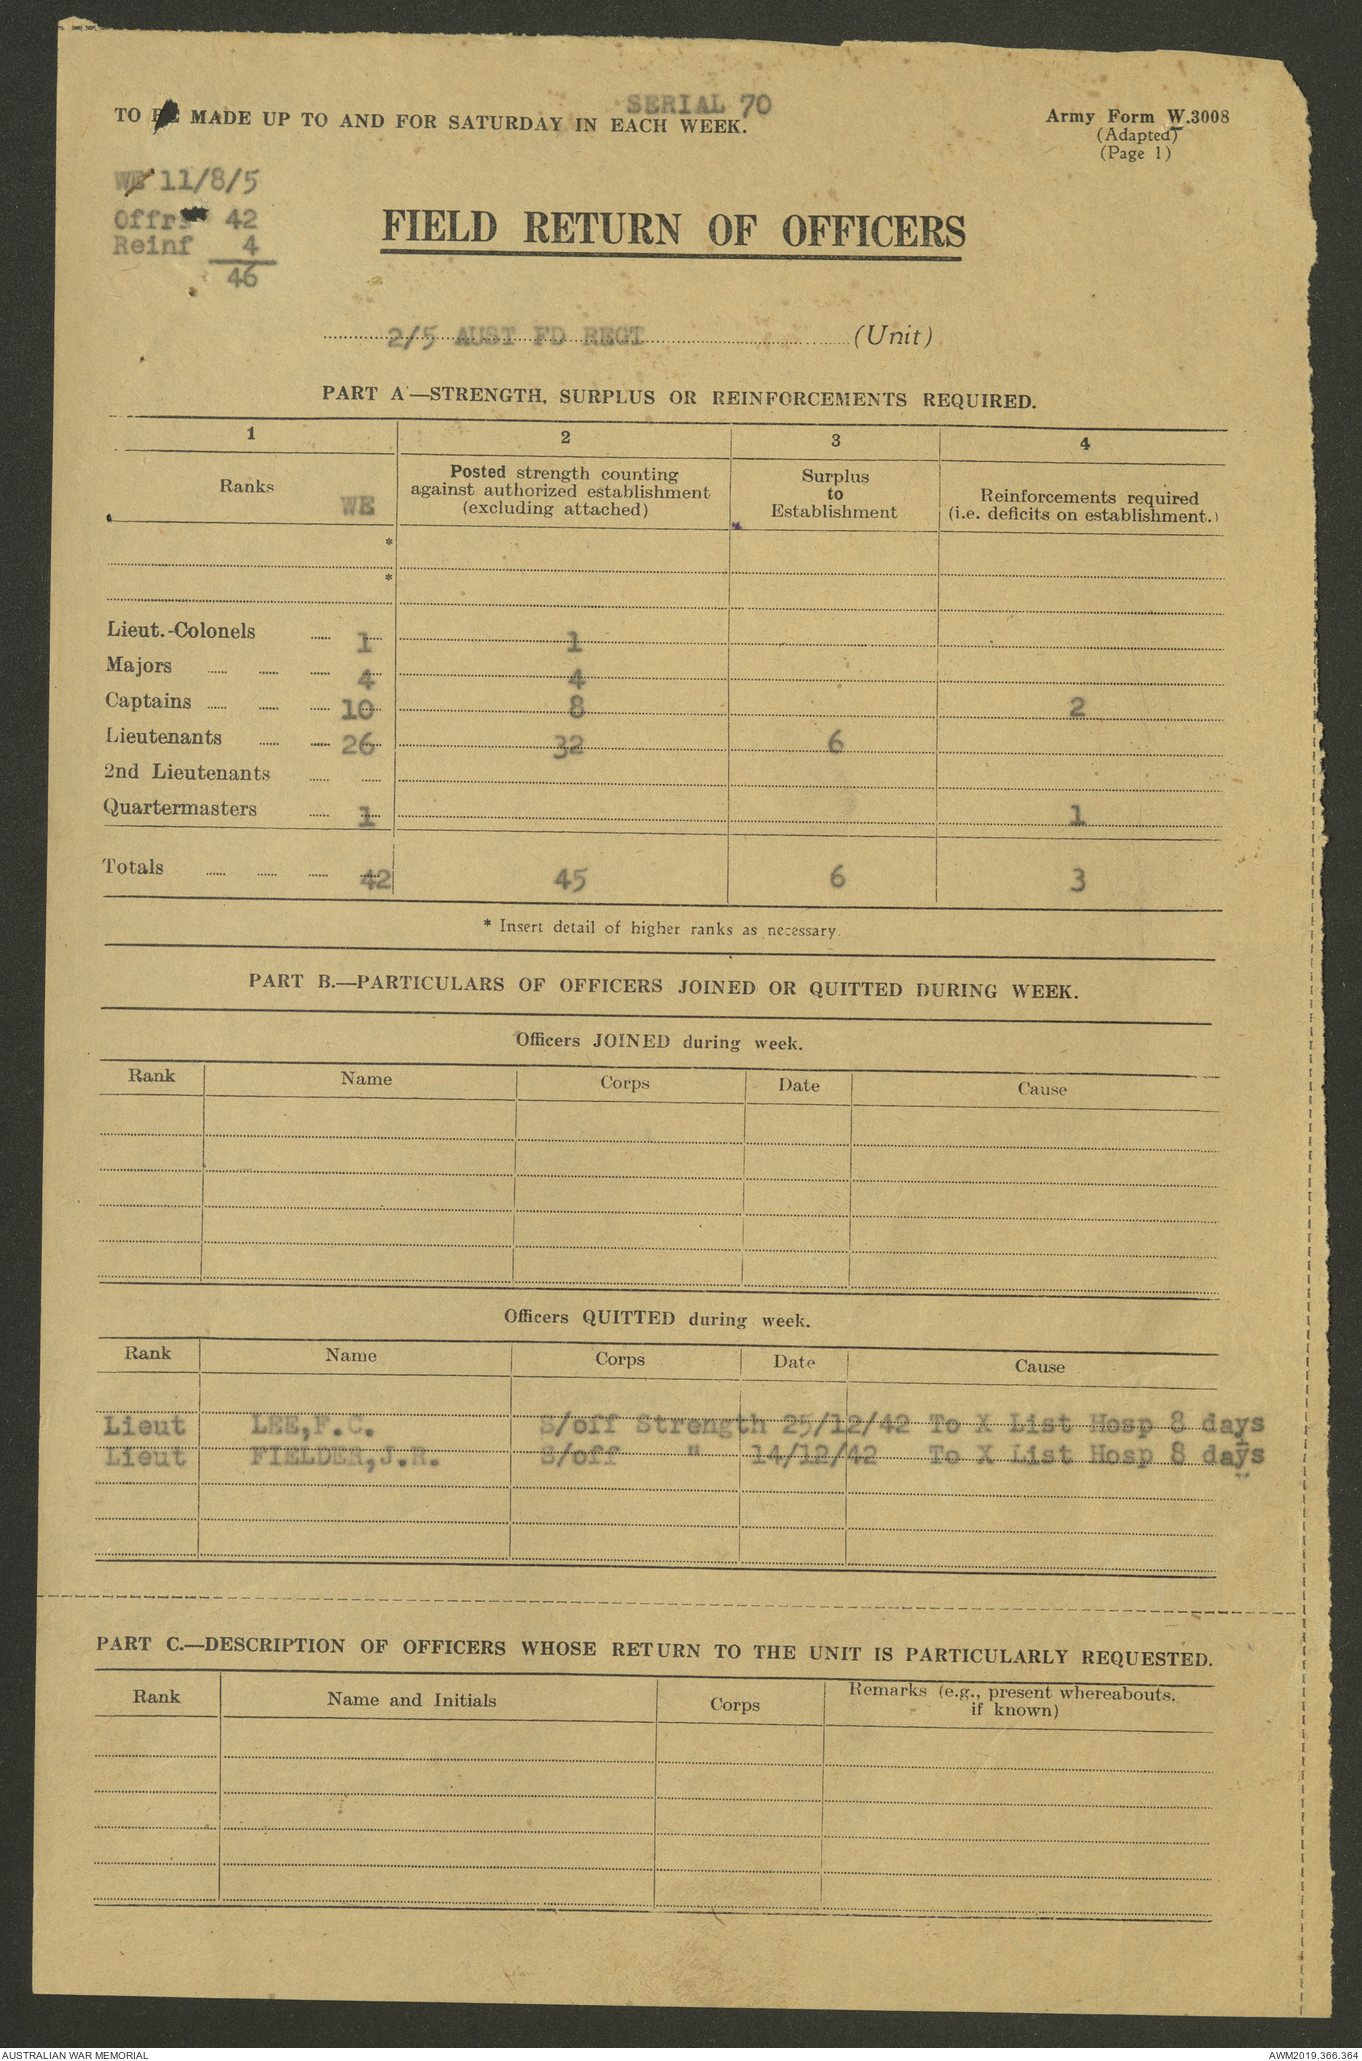 SERIAL 70
TO BE MADE UP TO AND FOR SATURDAY IN EACH WEEK.
Army Form W.3008
(Adapted)
(Page 1)
WE 11/8/5
Offrs 42
Reinf 4
46
FIELD RETURN OF OFFICERS
2/5 AUST FD REGT (Unit)
PART A—STRENGTH, SURPLUS OR REINFORCEMENTS REQUIRED.
1 2 3 4
Ranks WE
Posted strength counting
against authorized establishment
(excluding attached)
Surplus
to
Establishment
Reinforcements required
(i.e. deficits on establishment.)
*
*
Lieut.-Colonels 1 1
Majors 4 4
Captains 10 8 2
Lieutenants 26 32 6
2nd Lieutenants
Quartermasters 1 1
Totals 42 45 6 3
* Insert detail of higher ranks as necessary.
PART B.—PARTICULARS OF OFFICERS JOINED OR QUITTED DURING WEEK.
Officers JOINED during week.
Rank Name Corps Date Cause
Officers QUITTED during week.
Rank Name Corps Date Cause
Lieut LEE,F.C. S/off Strength 25/12/42 To X List Hosp 8 days
Lieut FIELDER,J.R. S/off " 14/12/42 To X List Hosp 8 days
PART C.—DESCRIPTION OF OFFICERS WHOSE RETURN TO THE UNIT IS PARTICULARLY REQUESTED.
Rank Name and Initials Corps
Remarks (e.g., present whereabouts,
if known)
AUSTRALIAN WAR MEMORIAL
AWM2019.366.364